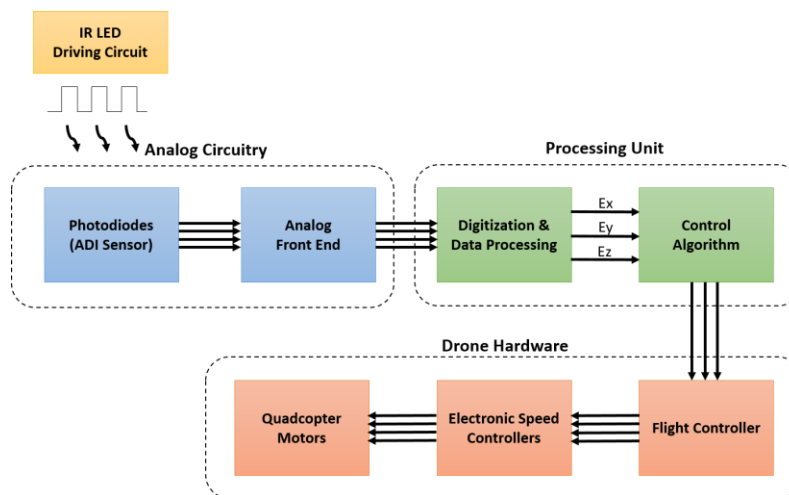 IR LED
Driving Circuit
Analog Circuitry
Processing Unit
Photodiodes
(ADI Sensor)
Analog
Front End
Digitization &
Data Processing
Ex
Ey
Ez
Control
Algorithm
Drone Hardware
Quadcopter
Motors
Electronic Speed
Controllers
Flight Controller